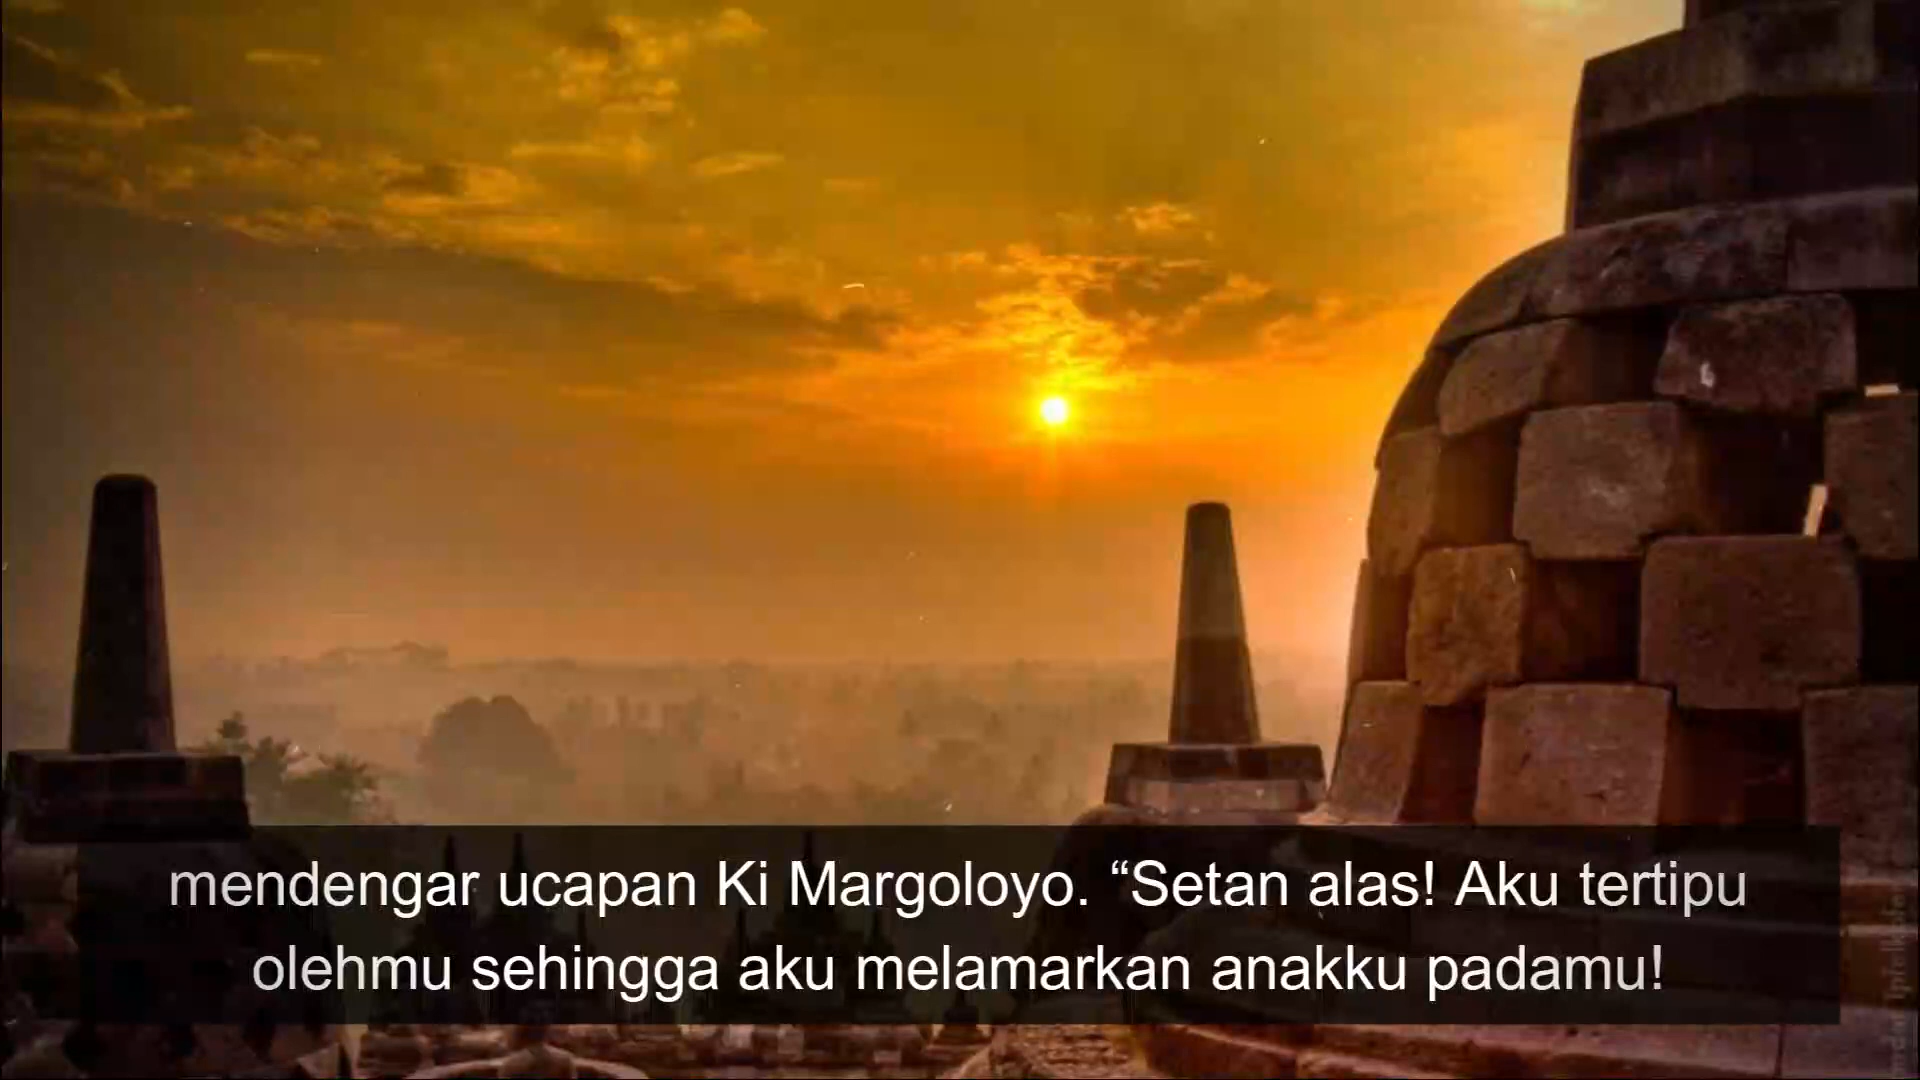 mendengar ucapan Ki Margoloyo. “Setan alas! Aku tertipu
olehmu sehingga aku melamarkan anakku padamu!